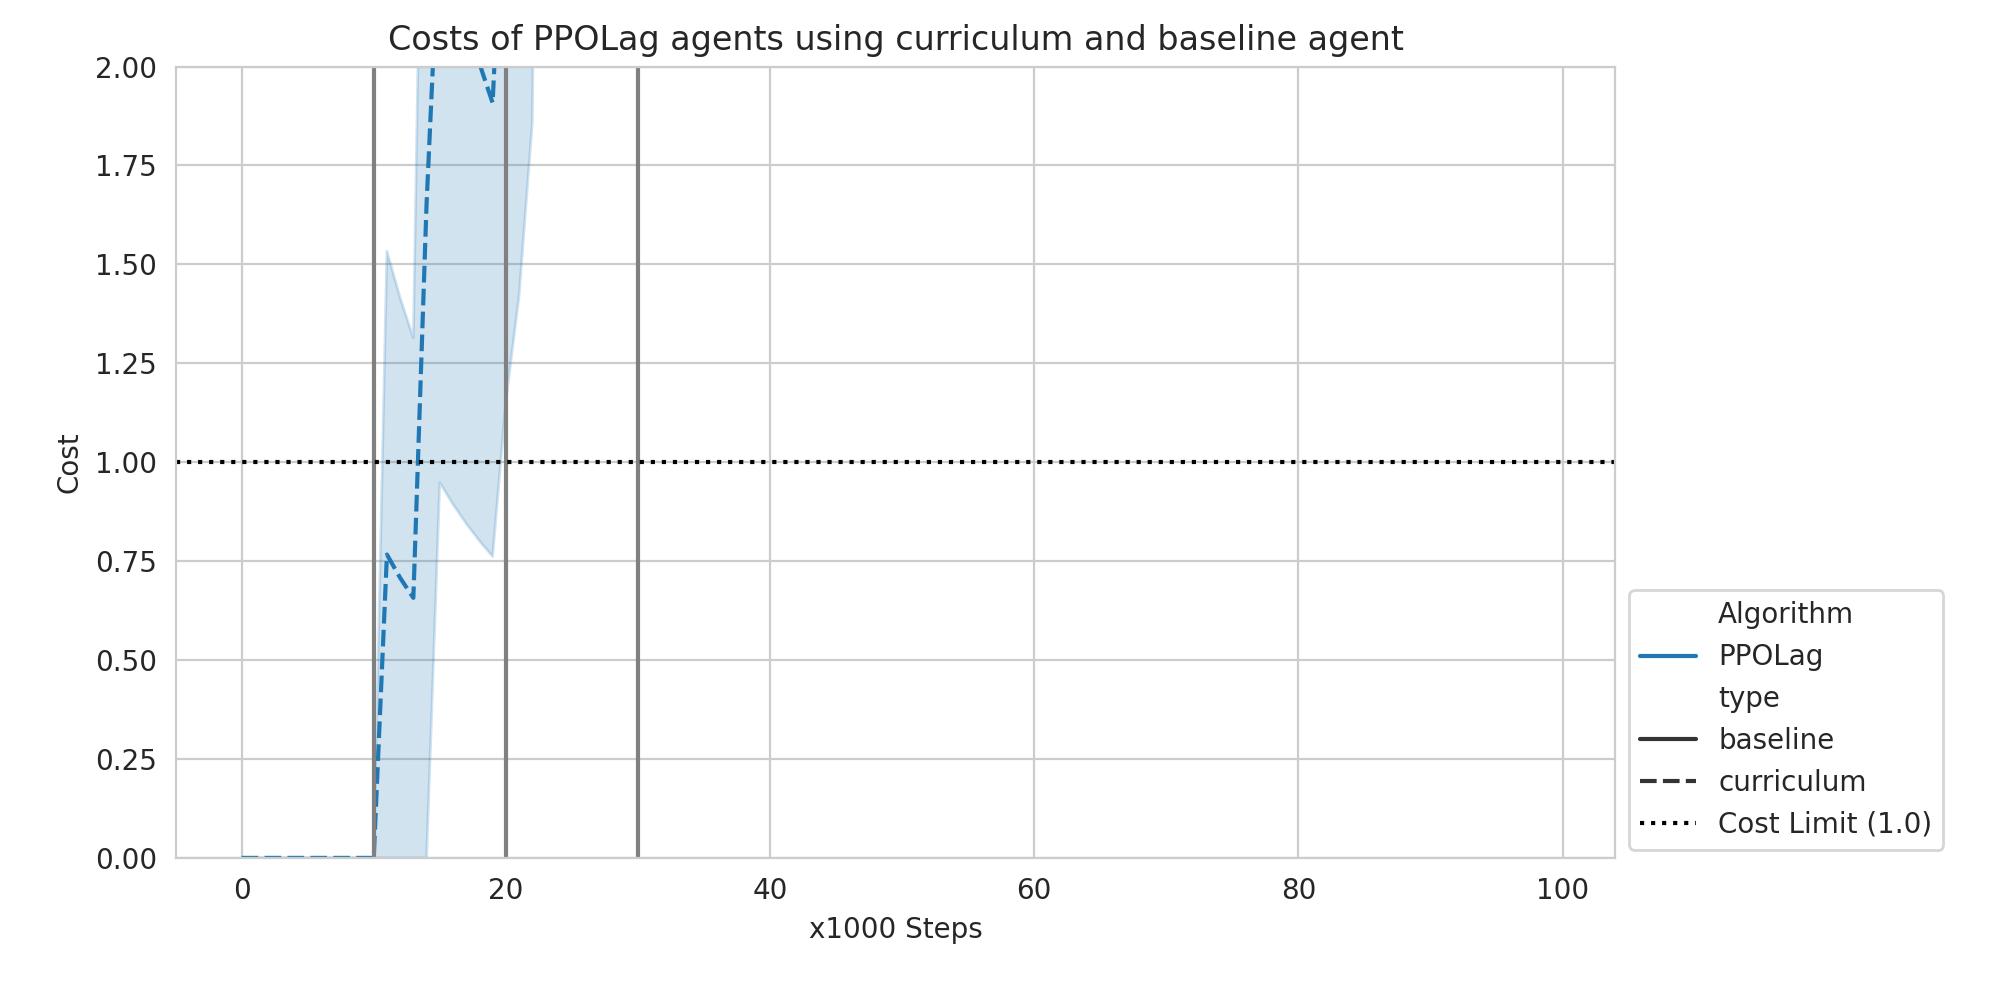 Costs of PPOLag agents using curriculum and baseline agent
2.00
1.75
1.50
1.25
1.00
0.75
0.50
0.25
0.00
Cost
0 20 40 60 80 100
x1000 Steps
Algorithm
PPOLag
type
baseline
curriculum
Cost Limit (1.0)